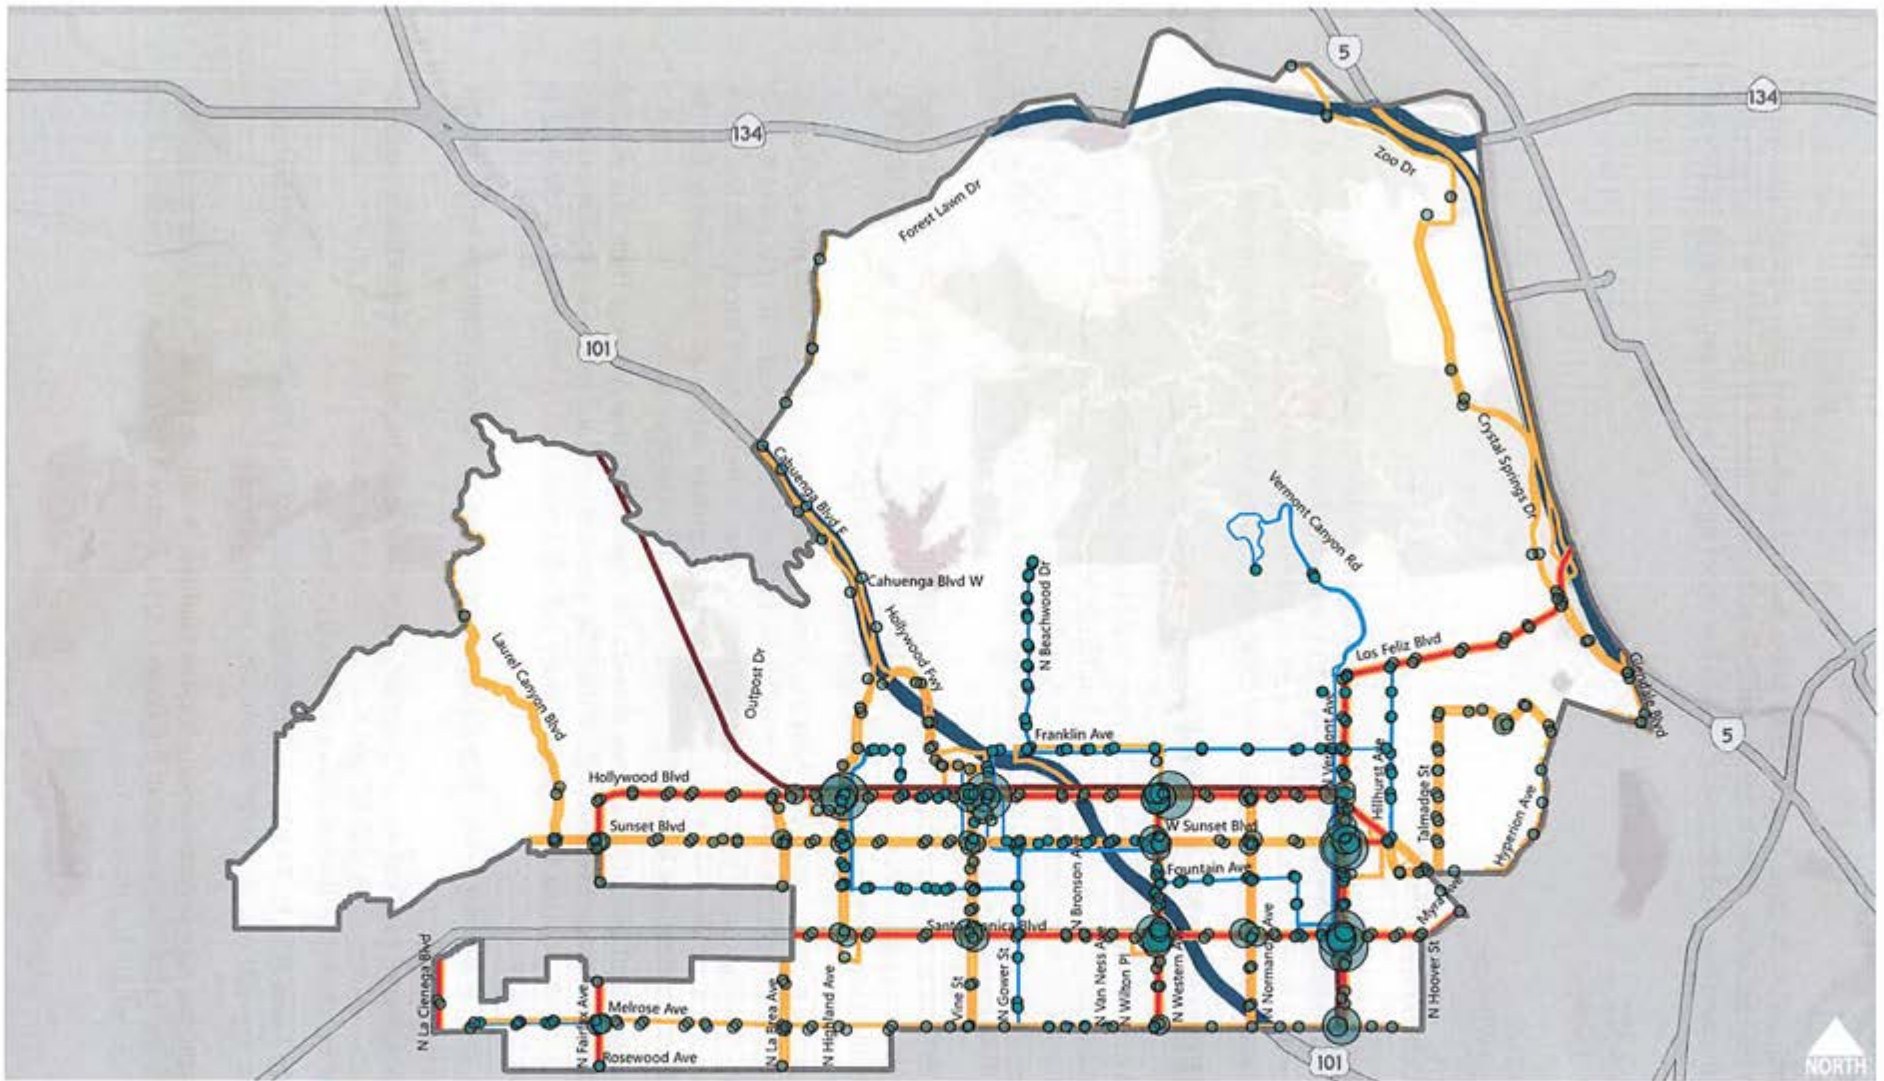 5
134
134
Zoo Dr
Forest Lawn Dr
101
Crystal Springs Dr
Cahuenga Blvd E
Vermont Canyon Rd
Cahuenga Blvd W
N Beachwood Dr
Hollywood Fwy
Los Feliz Blvd
Laurel Canyon Blvd
Outpost Dr
Glendale Blvd
Franklin Ave
N Vermont Ave
5
Hollywood Blvd
Hillhurst Ave
Talmadge St
Hyperion Ave
Sunset Blvd
W Sunset Blvd
Fountain Ave
N Bronson Ave
Myra Ave
Santa Monica Blvd
N La Cienega Blvd
N Fairfax Ave
Melrose Ave
N La Brea Ave
N Highland Ave
Vine St
N Gower St
N Van Ness Ave
N Wilton Pl
N Western Ave
N Normandie Ave
N Hoover St
Rosewood Ave
101
NORTH